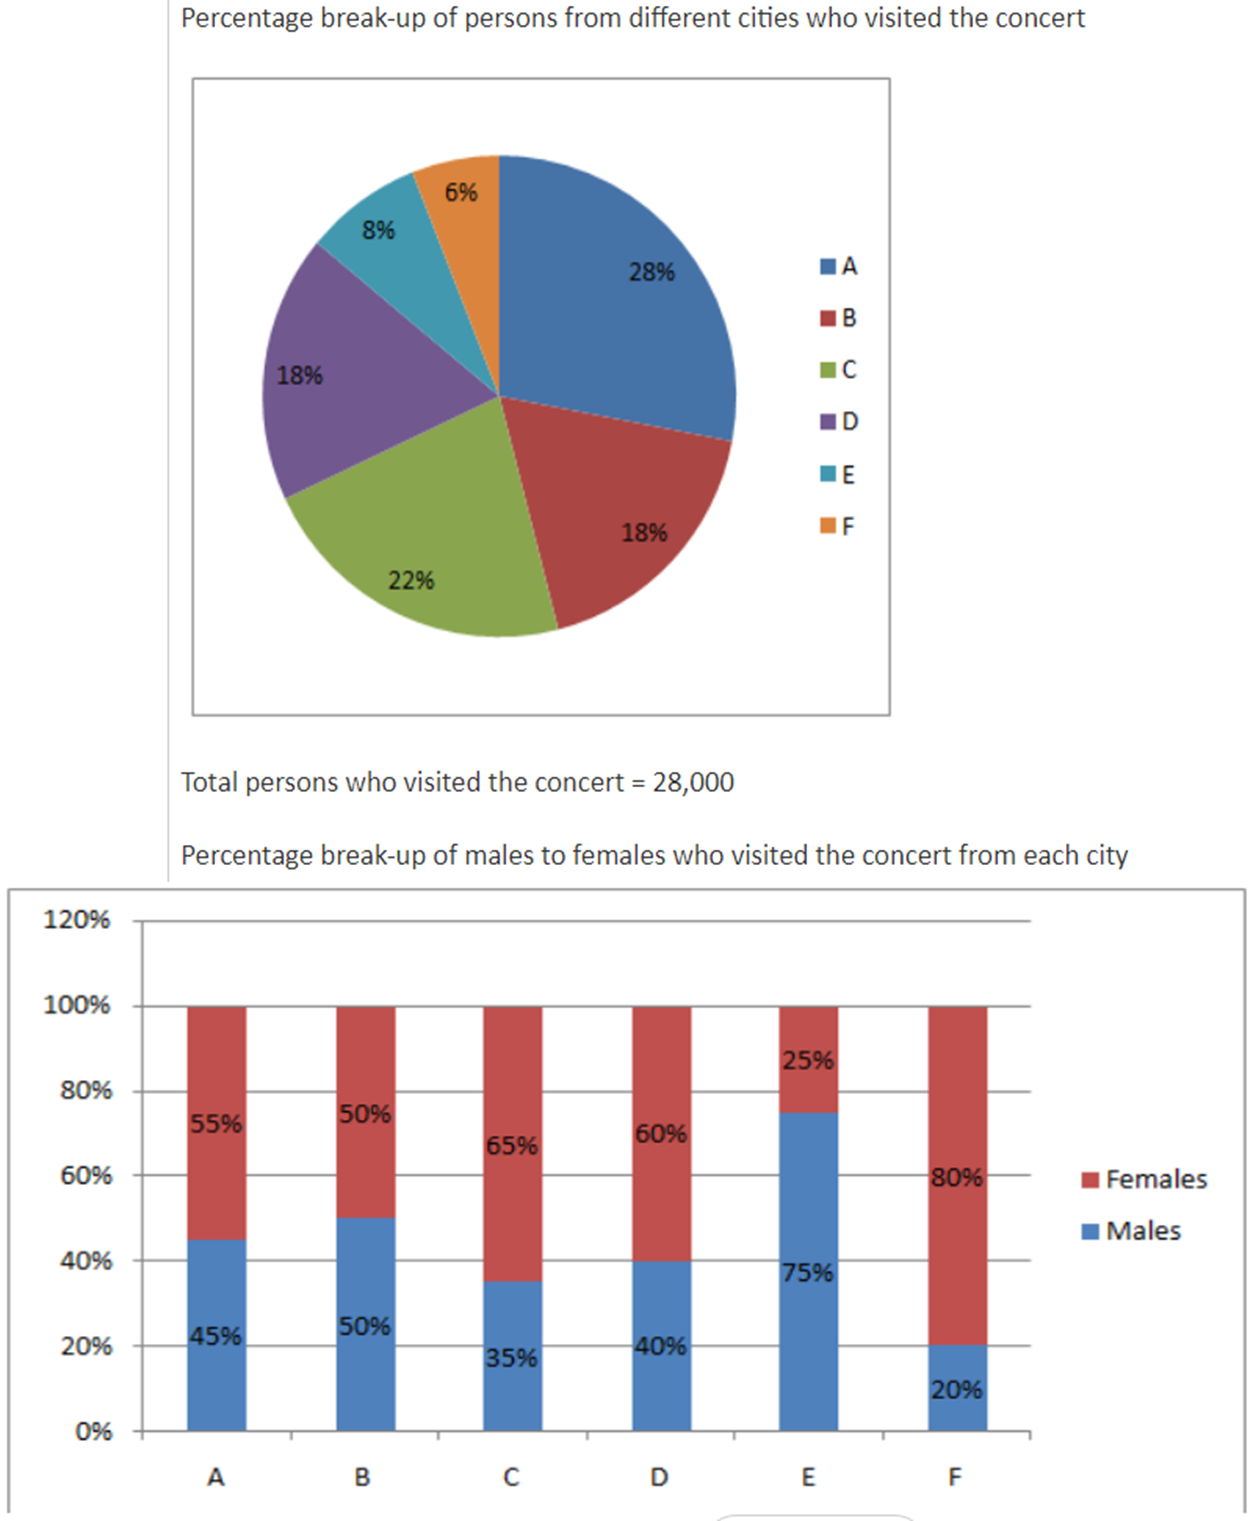 Percentage break-up of persons from different cities who visited the concert
6%
8%
28%
18%
18%
22%
A
B
C
D
E
F
Total persons who visited the concert = 28,000
Percentage break-up of males to females who visited the concert from each city
120%
100%
80%
60%
40%
20%
0%
55%
50%
65%
60%
25%
80%
45%
50%
35%
40%
75%
20%
Females
Males
A B C D E F